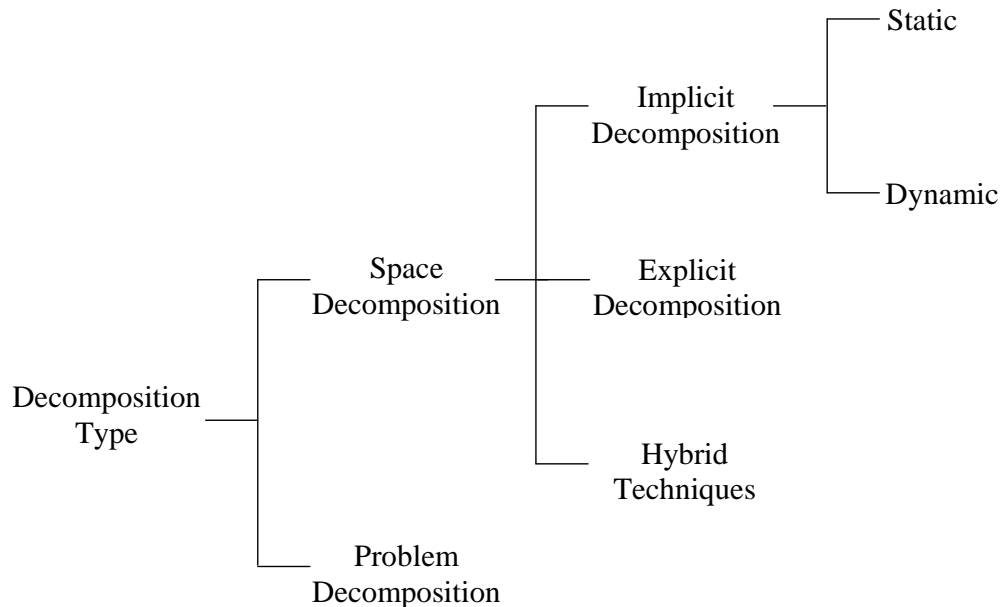 Static
Implicit
Decomposition
Dynamic
Space
Decomposition
Explicit
Decomposition
Decomposition
Type
Hybrid
Techniques
Problem
Decomposition